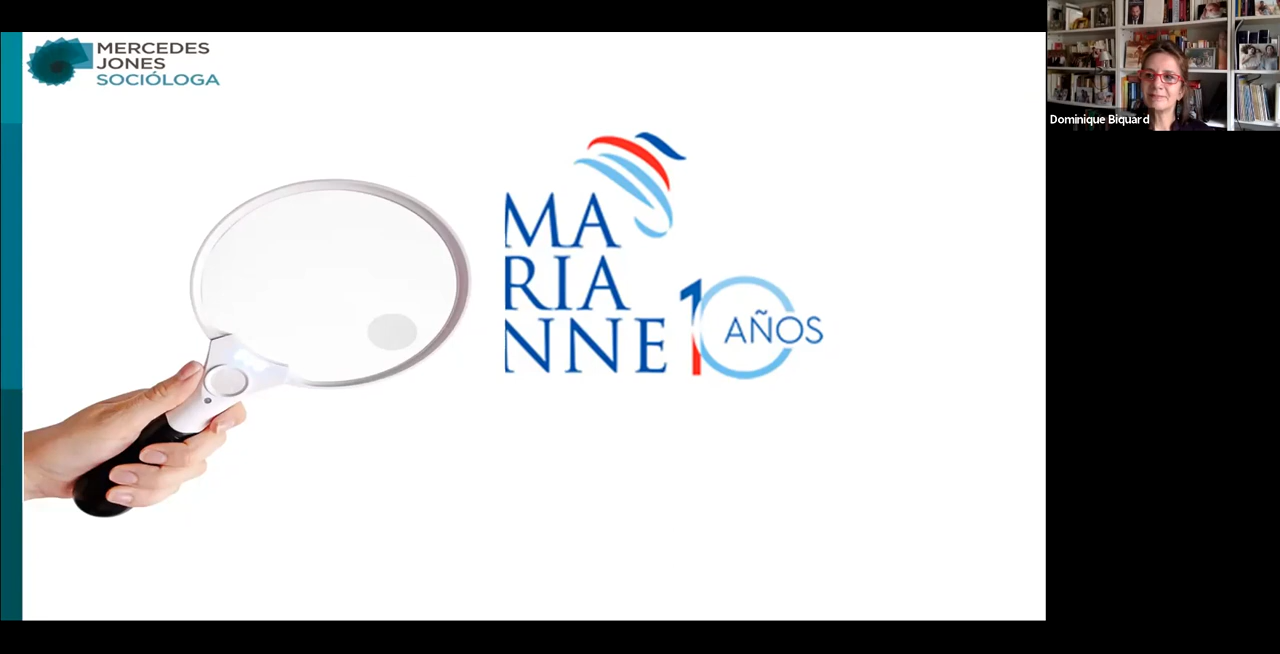 MERCEDES
JONES
SOCIÓLOGA
Dominique Biquard
MA
RIA
NNE
10
AÑOS